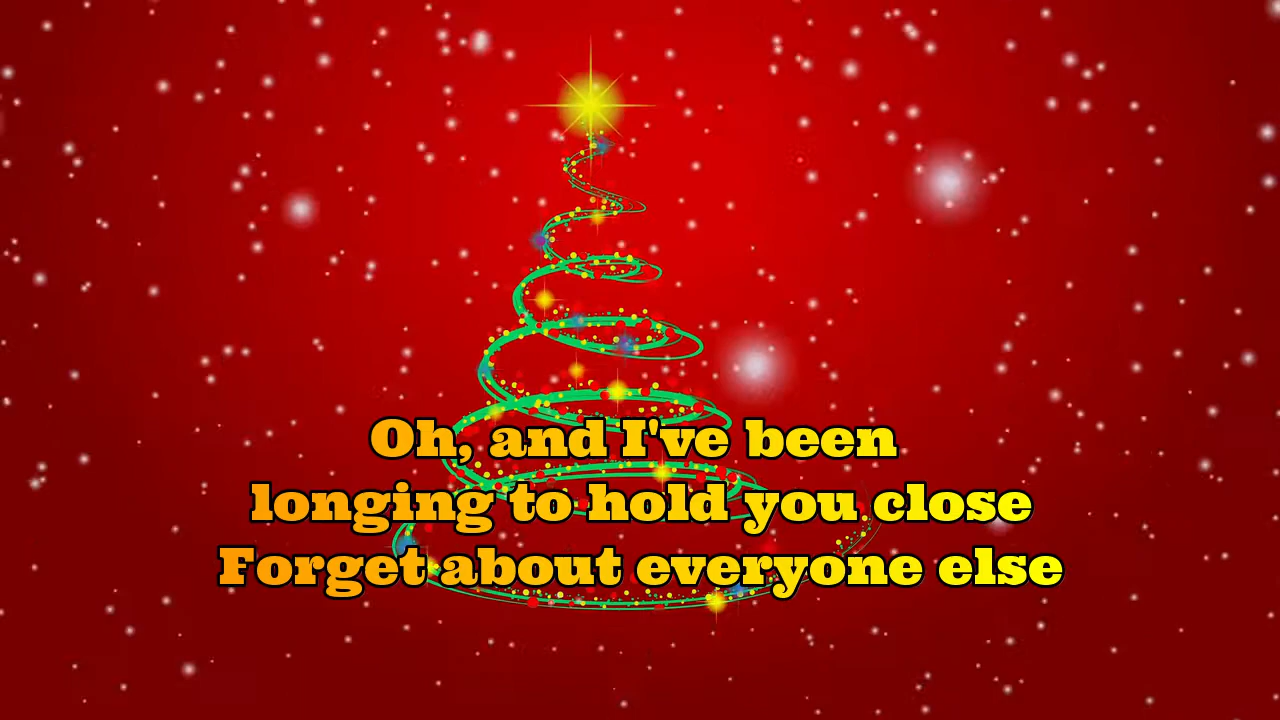 Oh, and I've been
longing to hold you close
Forget about everyone else